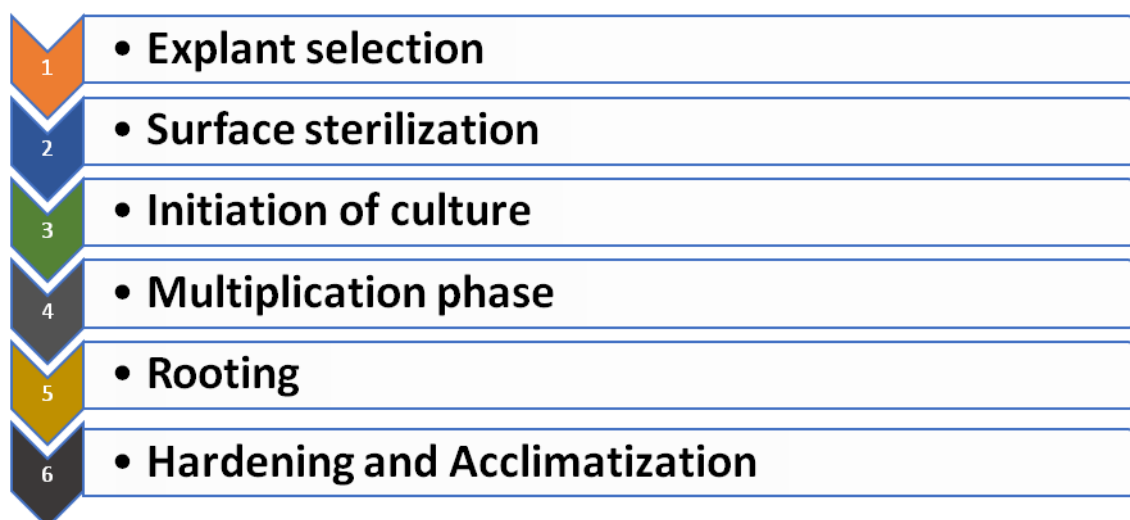 1
• Explant selection
2
• Surface sterilization
3
• Initiation of culture
4
• Multiplication phase
5
• Rooting
6
• Hardening and Acclimatization